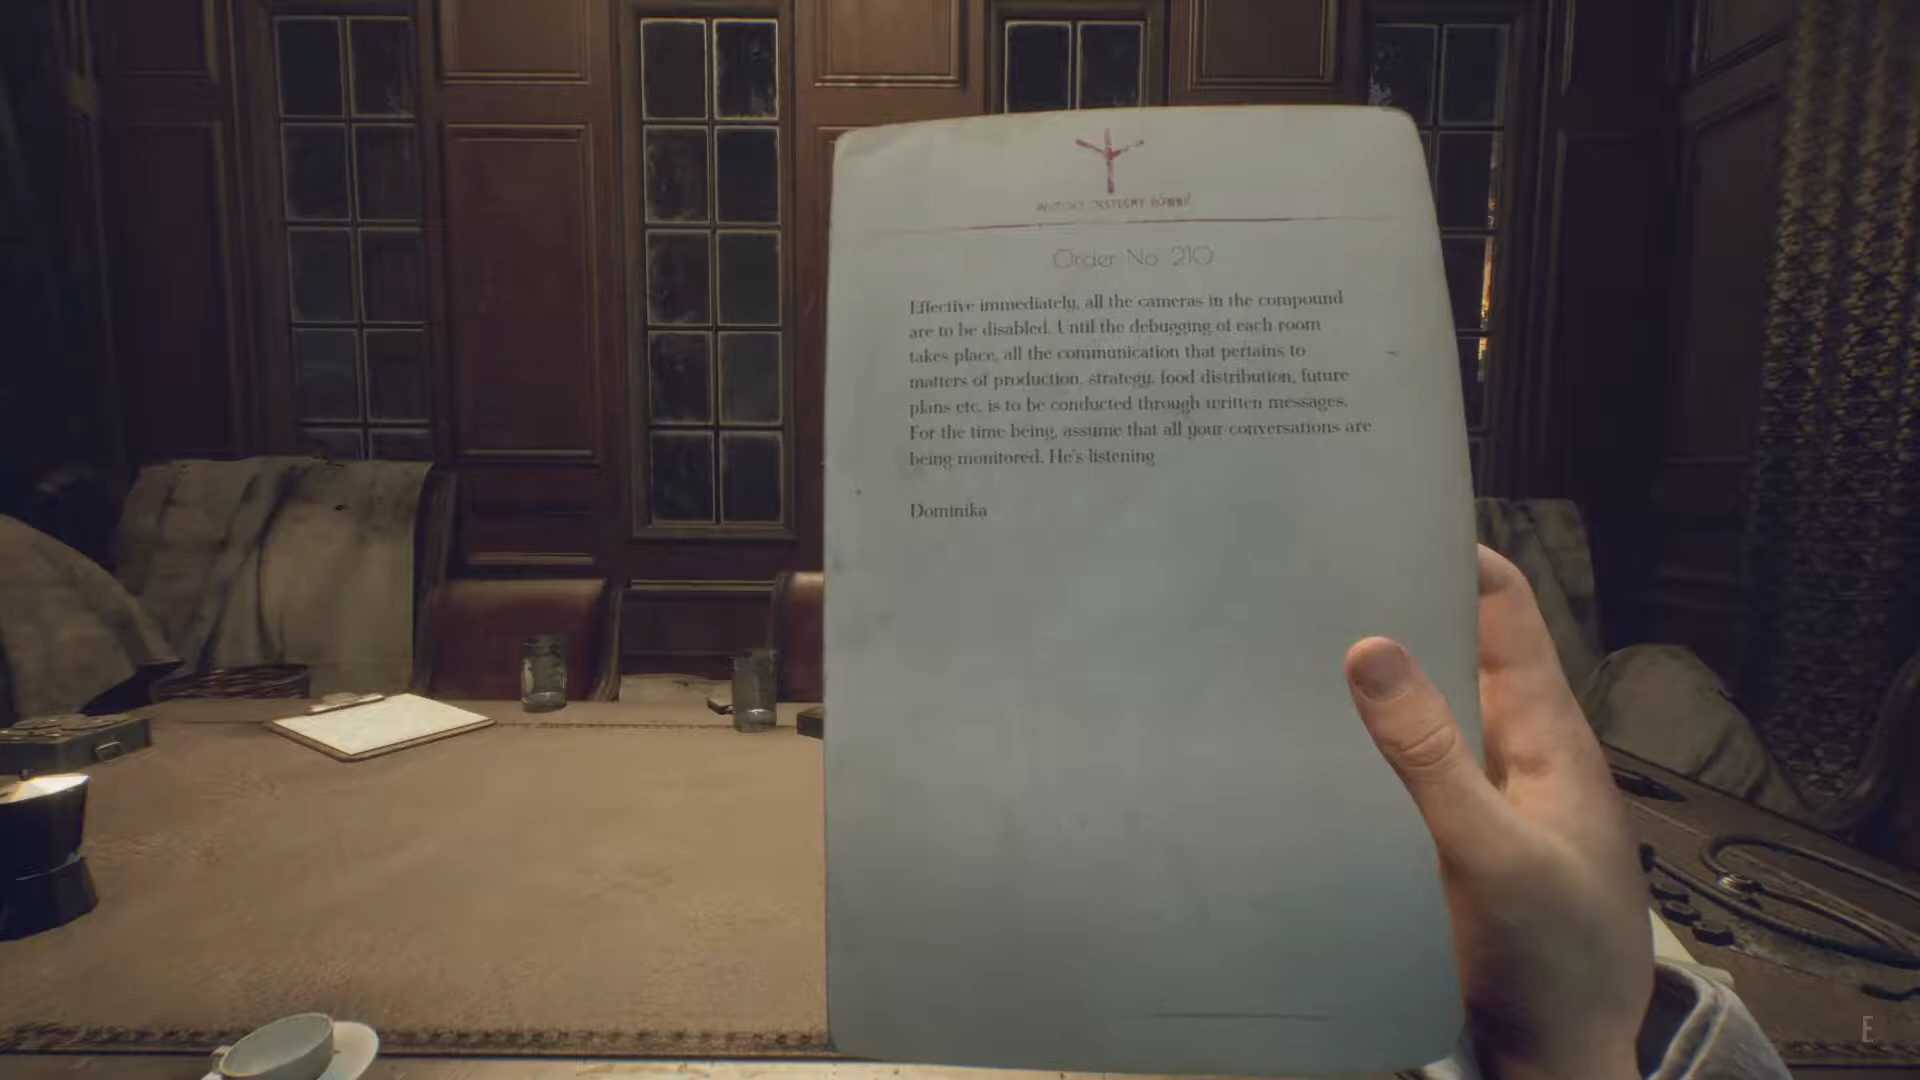 WSZYSCY JESTEŚMY RÓWNI!
Order No. 210
Effective immediately, all the cameras in the compound
are to be disabled. Until the debugging of each room
takes place, all the communication that pertains to
matters of production, strategy, food distribution, future
plans etc. is to be conducted through written messages.
For the time being, assume that all your conversations are
being monitored. He's listening
Dominika
E